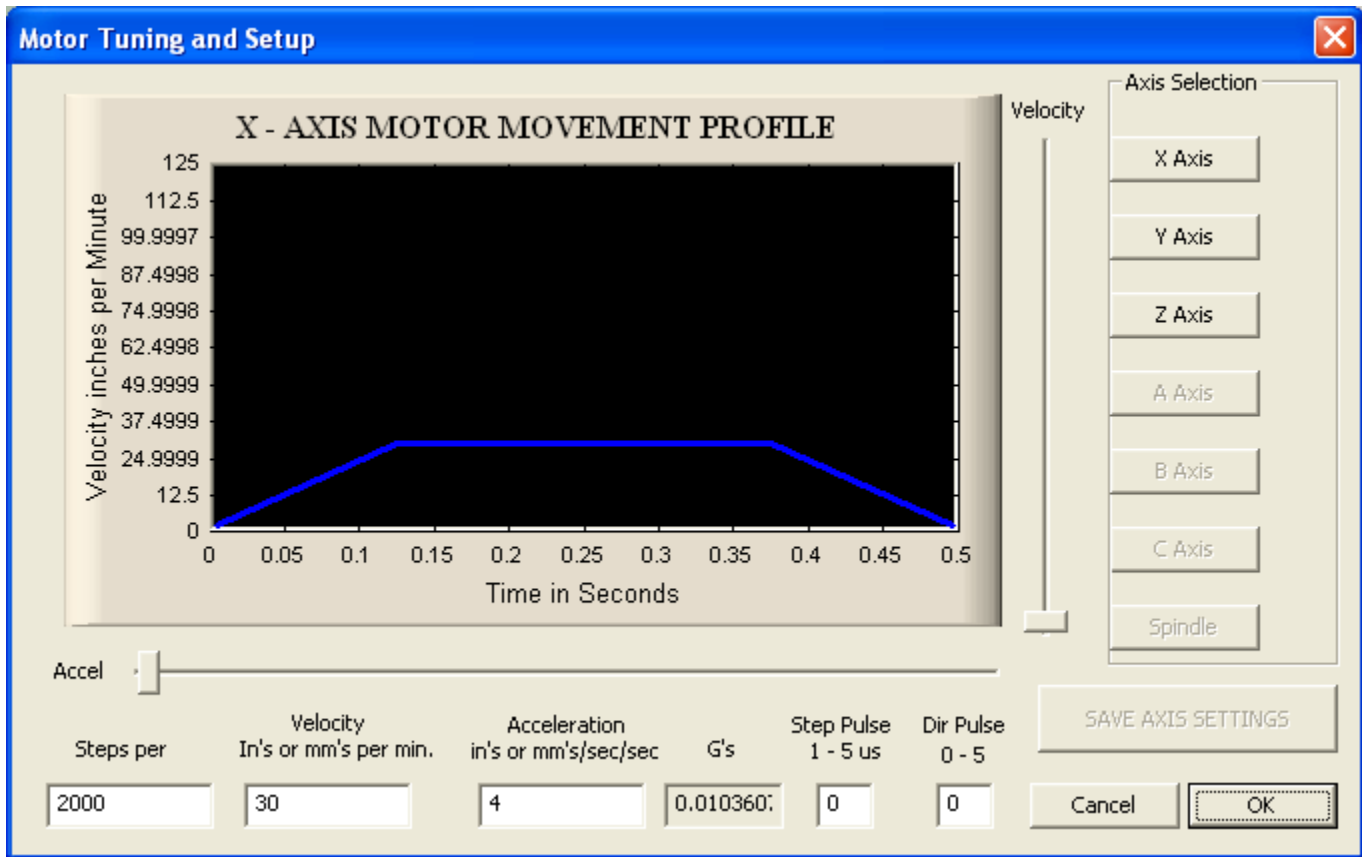 Motor Tuning and Setup
X - AXIS MOTOR MOVEMENT PROFILE
Velocity inches per Minute
125
112.5
99.9997
87.4998
74.9998
62.4998
49.9999
37.4999
24.9999
12.5
0
0 0.05 0.1 0.15 0.2 0.25 0.3 0.35 0.4 0.45 0.5
Time in Seconds
Velocity
Axis Selection
X Axis
Y Axis
Z Axis
A Axis
B Axis
C Axis
Spindle
Accel
SAVE AXIS SETTINGS
Steps per
2000
Velocity
In's or mm's per min.
30
Acceleration
in's or mm's/sec/sec
4
G's
0.010360
Step Pulse
1 - 5 us
0
Dir Pulse
0 - 5
0
Cancel
OK